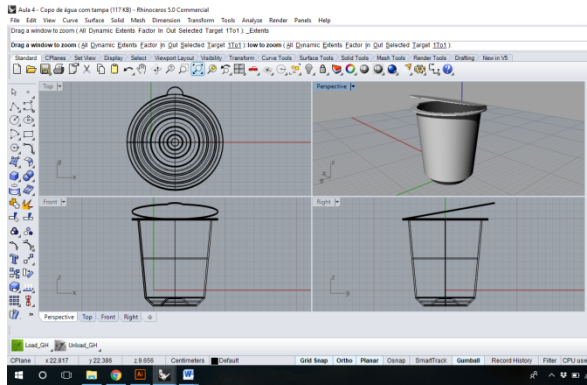 Aula 4 - Copo de água com tampa (117 KB) - Rhinoceros 5.0 Commercial
File Edit View Curve Surface Solid Mesh Dimension Transform Tools Analyze Render Panels Help
Drag a window to zoom ( All Dynamic Extents Factor In Out Selected Target 1To1 ): _Extents
Drag a window to zoom ( All Dynamic Extents Factor In Out Selected Target 1To1 ): low to zoom ( All Dynamic Extents Factor In Out Selected Target 1To1 ):
Standard CPlanes Set View Display Select Viewport Layout Visibility Transform Curve Tools Surface Tools Solid Tools Mesh Tools Render Tools Drafting New in V5
Top
Perspective
y
x
z
y
x
Front
Right
z
x
z
y
Perspective Top Front Right
Load_GH Unload_GH
CPlane x 22.817 y 22.386 z 8.656 Centimeters Default Grid Snap Ortho Planar Osnap SmartTrack Gumball Record History Filter CPU use